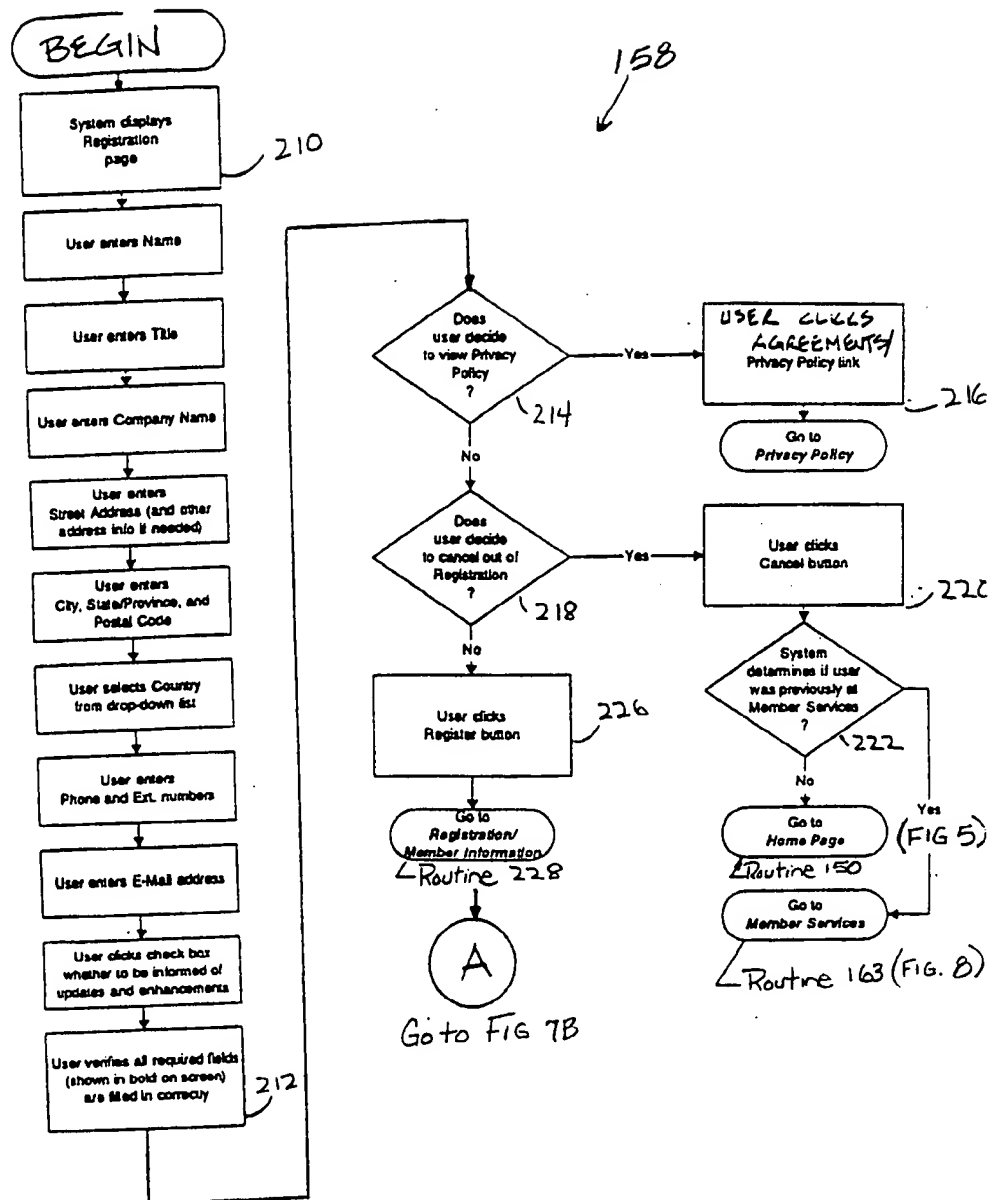 BEGIN
158
System displays
Registration
page
210
User enters Name
User enters Title
User enters Company Name
User enters
Street Address (and other
address info if needed)
User enters
City, State/Province, and
Postal Code
User selects Country
from drop-down list
User enters
Phone and Ext. numbers
User enters E-Mail address
User clicks check box
whether to be informed of
updates and enhancements
User verifies all required fields
(shown in bold on screen)
are filled in correctly
212
Does
user decide
to view Privacy
Policy
?
214
Yes
USER CLICKS
AGREEMENTS/
Privacy Policy link
216
Go to
Privacy Policy
No
Does
user decide
to cancel out of
Registration
?
218
Yes
User clicks
Cancel button
220
System
determines if user
was previously at
Member Services
?
222
No
Yes
(FIG 5)
Go to
Home Page
Routine 150
Go to
Member Services
Routine 163 (FIG. 8)
No
User clicks
Register button
226
Go to
Registration/
Member Information
Routine 228
A
Go to FIG 7B